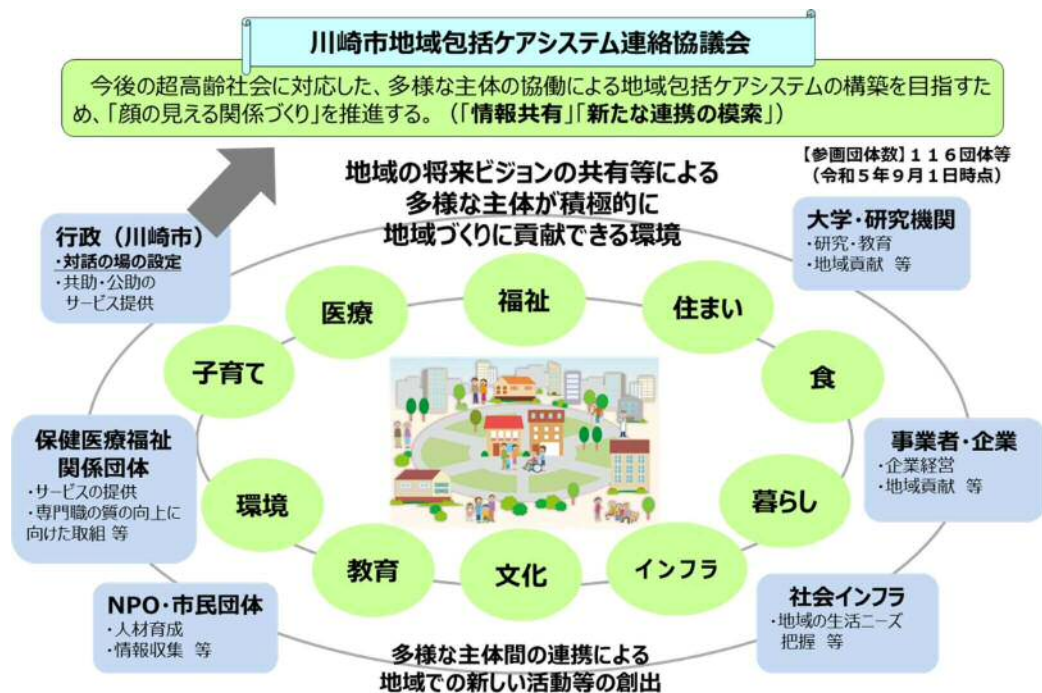 川崎市地域包括ケアシステム連絡協議会
今後の超高齢社会に対応した、多様な主体の協働による地域包括ケアシステムの構築を目指すた
め、「顔の見える関係づくり」を推進する。（「情報共有」「新たな連携の模索」）
【参画団体数】１１６団体等
（令和５年９月１日時点）
地域の将来ビジョンの共有等による
多様な主体が積極的に
地域づくりに貢献できる環境
行政（川崎市）
・対話の場の設定
・共助・公助の
サービス提供
大学・研究機関
・研究・教育
・地域貢献 等
医療
福祉
住まい
子育て
食
保健医療福祉
関係団体
・サービスの提供
・専門職の質の向上に
向けた取組 等
事業者・企業
・企業経営
・地域貢献 等
環境
暮らし
教育
文化
インフラ
NPO・市民団体
・人材育成
・情報収集 等
社会インフラ
・地域の生活ニーズ
把握 等
多様な主体間の連携による
地域での新しい活動等の創出